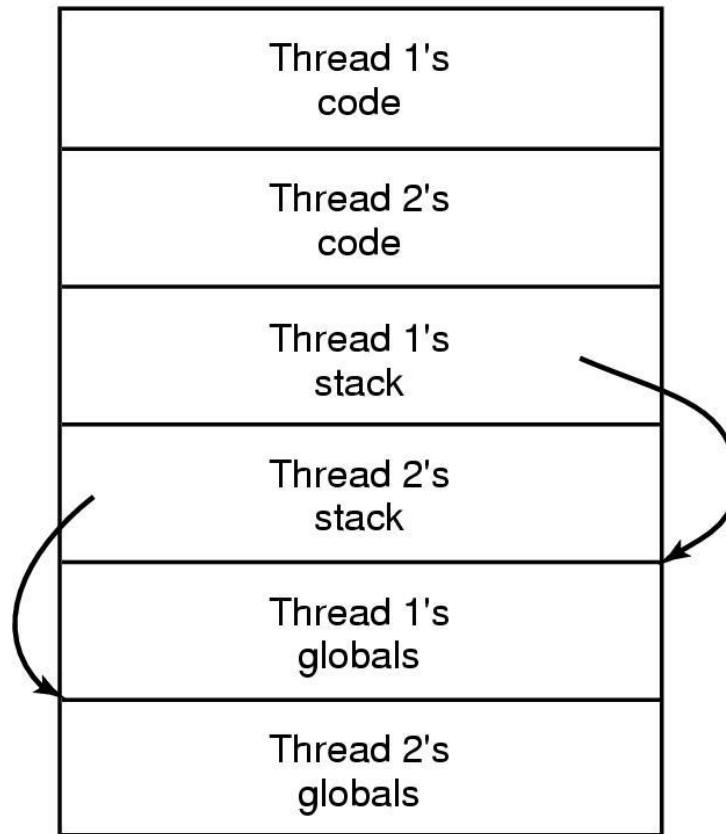 Thread 1's
code
Thread 2's
code
Thread 1's
stack
Thread 2's
stack
Thread 1's
globals
Thread 2's
globals